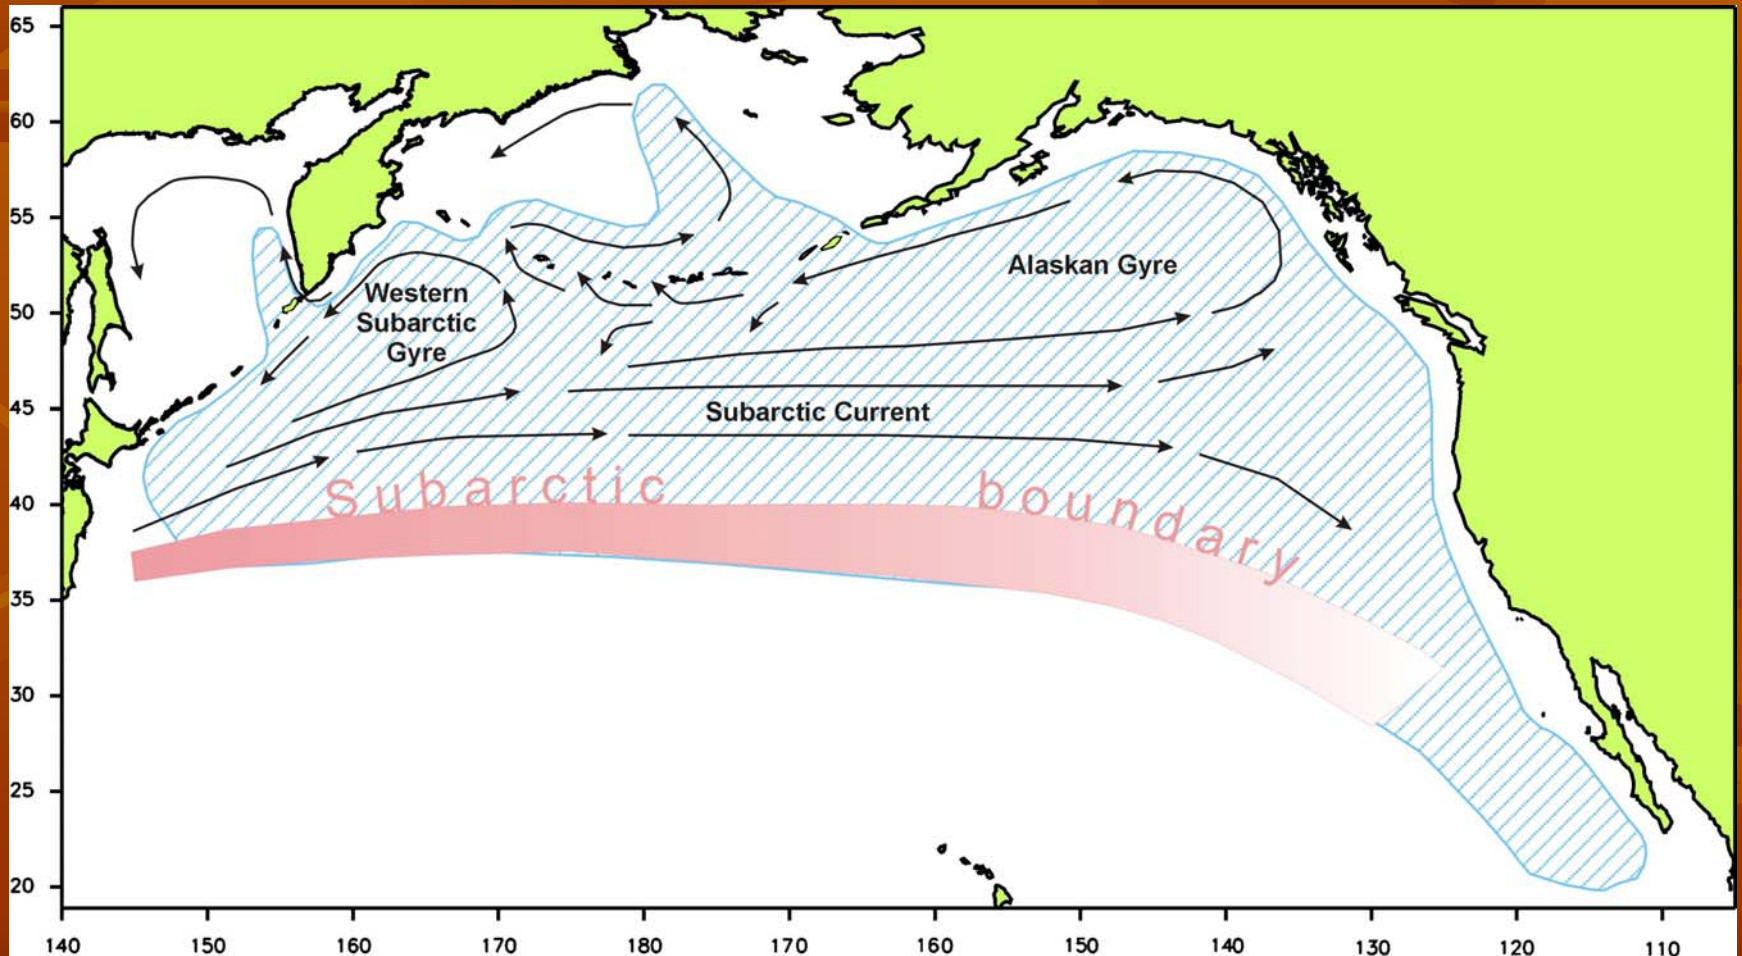 65
60
55
50
45
40
35
30
25
20
Western
Subarctic
Gyre
Alaskan Gyre
Subarctic Current
Subarctic boundary
140 150 160 170 180 170 160 150 140 130 120 110